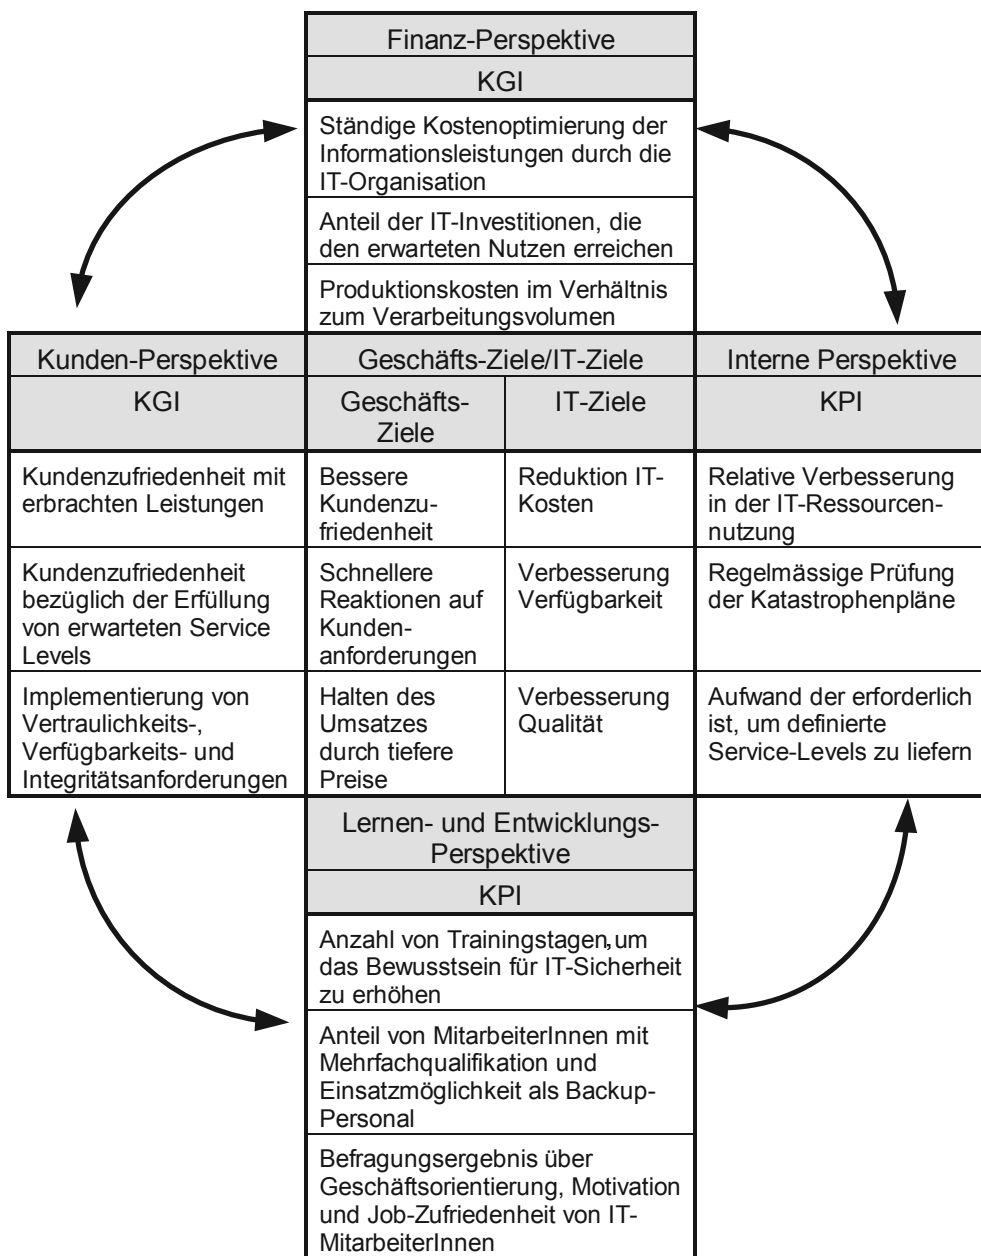 Finanz-Perspektive
KGI
Ständige Kostenoptimierung der
Informationsleistungen durch die
IT-Organisation
Anteil der IT-Investitionen, die
den erwarteten Nutzen erreichen
Produktionskosten im Verhältnis
zum Verarbeitungsvolumen
Kunden-Perspektive
KGI
Kundenzufriedenheit mit
erbrachten Leistungen
Kundenzufriedenheit
bezüglich der Erfüllung
von erwarteten Service
Levels
Implementierung von
Vertraulichkeits-,
Verfügbarkeits- und
Integritätsanforderungen
Geschäfts-Ziele/IT-Ziele
Geschäfts-
Ziele
Bessere
Kundenzu-
friedenheit
Schnellere
Reaktionen auf
Kunden-
anforderungen
Halten des
Umsatzes
durch tiefere
Preise
IT-Ziele
Reduktion IT-
Kosten
Verbesserung
Verfügbarkeit
Verbesserung
Qualität
Interne Perspektive
KPI
Relative Verbesserung
in der IT-Ressourcen-
nutzung
Regelmässige Prüfung
der Katastrophenpläne
Aufwand der erforderlich
ist, um definierte
Service-Levels zu liefern
Lernen- und Entwicklungs-
Perspektive
KPI
Anzahl von Trainingstagen, um
das Bewusstsein für IT-Sicherheit
zu erhöhen
Anteil von MitarbeiterInnen mit
Mehrfachqualifikation und
Einsatzmöglichkeit als Backup-
Personal
Befragungsergebnis über
Geschäftsorientierung, Motivation
und Job-Zufriedenheit von IT-
MitarbeiterInnen